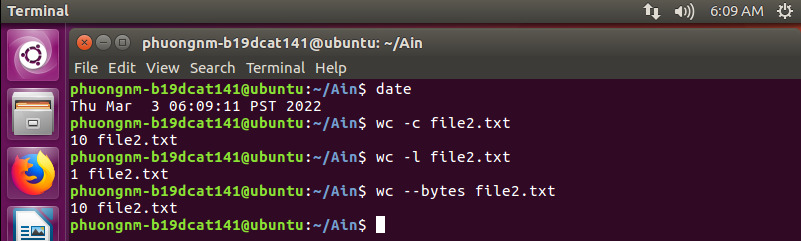 Terminal 6:09 AM
phuongnm-b19dcat141@ubuntu: ~/Ain
File Edit View Search Terminal Help
phuongnm-b19dcat141@ubuntu:~/Ain$ date
Thu Mar  3 06:09:11 PST 2022
phuongnm-b19dcat141@ubuntu:~/Ain$ wc -c file2.txt
10 file2.txt
phuongnm-b19dcat141@ubuntu:~/Ain$ wc -l file2.txt
1 file2.txt
phuongnm-b19dcat141@ubuntu:~/Ain$ wc --bytes file2.txt
10 file2.txt
phuongnm-b19dcat141@ubuntu:~/Ain$